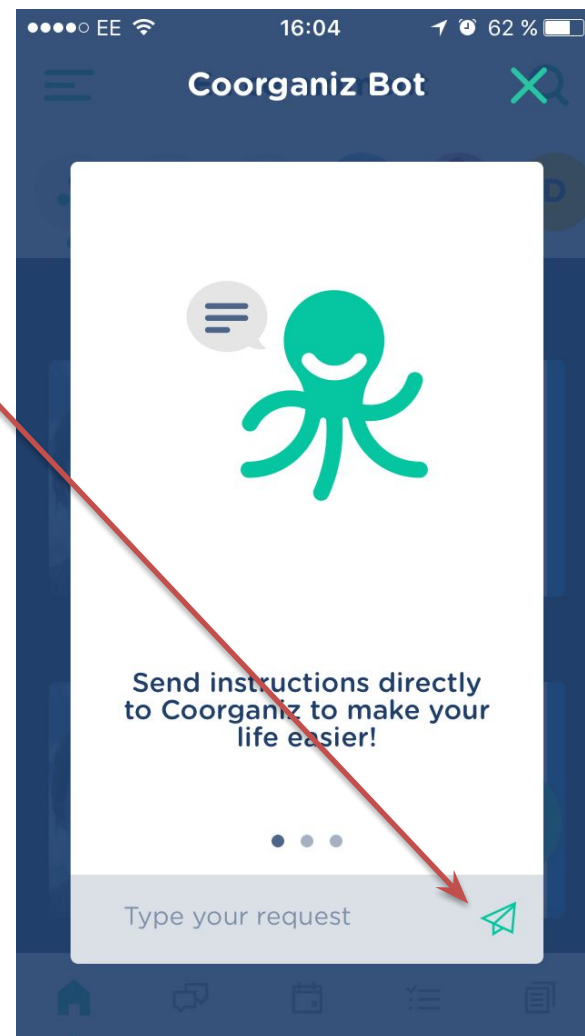 EE 16:04 62 %
Coorganiz Bot
D
Send instructions directly
to Coorganiz to make your
life easier!
Type your request